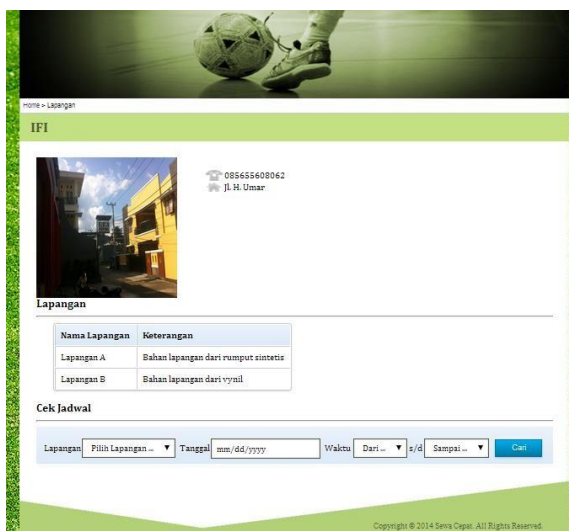 Home > Lapangan
IFI
085655608062
Jl. H. Umar
Lapangan
Nama Lapangan Keterangan
Lapangan A Bahan lapangan dari rumput sintetis
Lapangan B Bahan lapangan dari vynil
Cek Jadwal
Lapangan Pilih Lapangan ... Tanggal mm/dd/yyyy Waktu Dari ... s/d Sampai ... Cari
Copyright © 2014 Sewa Cepat. All Rights Reserved.